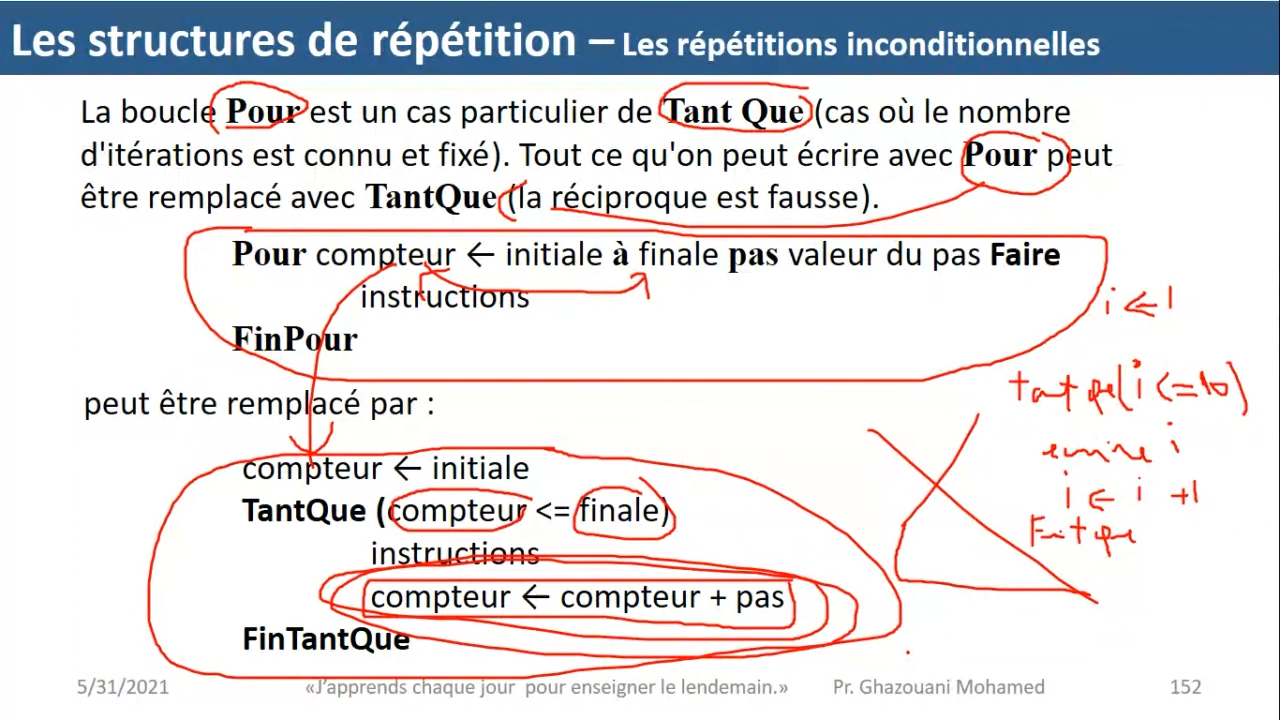 Les structures de répétition – Les répétitions inconditionnelles
La boucle Pour est un cas particulier de Tant Que (cas où le nombre
d'itérations est connu et fixé). Tout ce qu'on peut écrire avec Pour peut
être remplacé avec TantQue (la réciproque est fausse).
Pour compteur ← initiale à finale pas valeur du pas Faire
instructions
FinPour
i ← 1
tant que (i <= 10)
peut être remplacé par :
i
i ← i + 1
compteur ← initiale
TantQue (compteur <= finale)
instructions
compteur ← compteur + pas
FinTantQue
5/31/2021 «J'apprends chaque jour pour enseigner le lendemain.» Pr. Ghazouani Mohamed 152